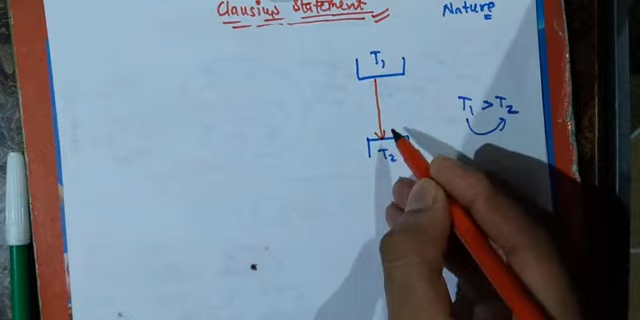 Clausius Statement
Nature
T₁
T₁ > T₂
T₂